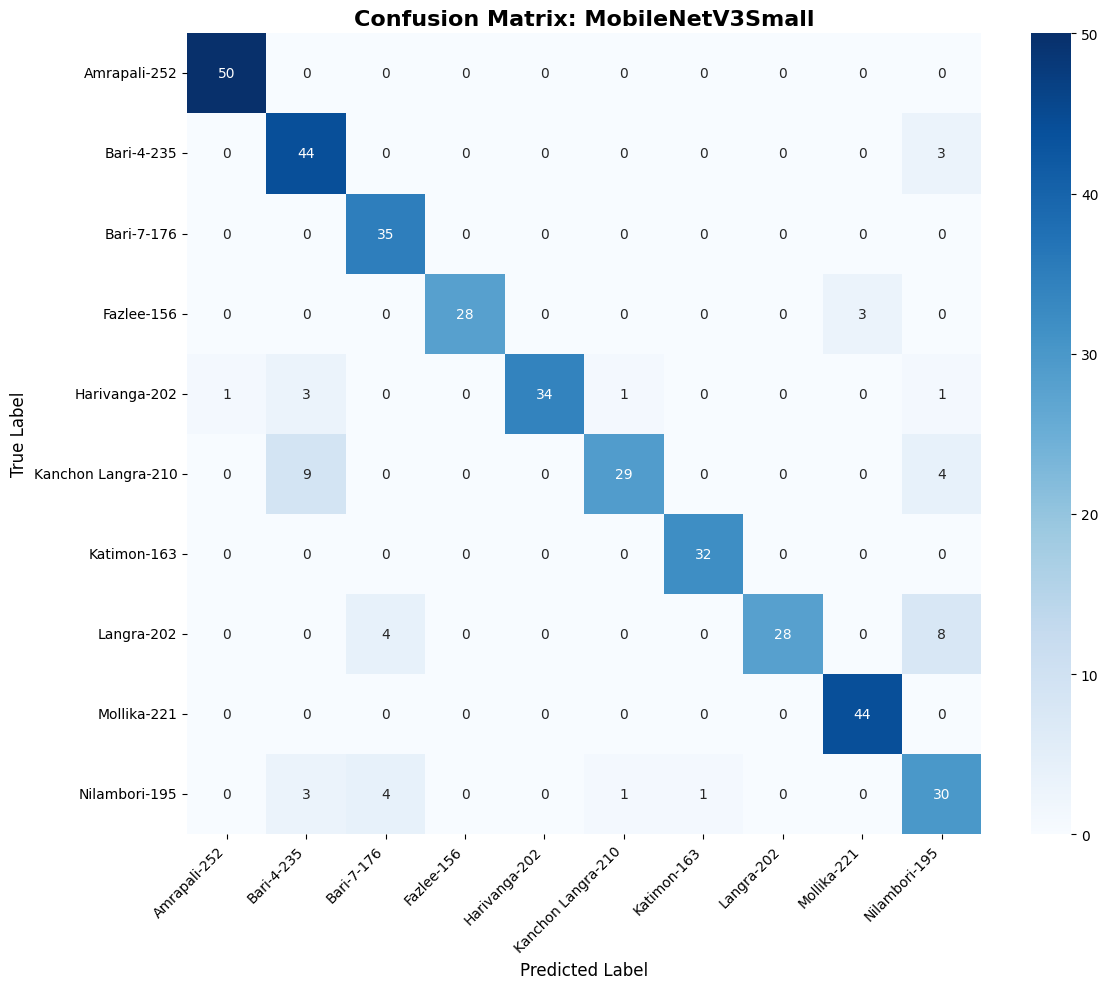 Confusion Matrix: MobileNetV3Small
True Label
Amrapali-252 50 0 0 0 0 0 0 0 0 0
Bari-4-235 0 44 0 0 0 0 0 0 0 3
Bari-7-176 0 0 35 0 0 0 0 0 0 0
Fazlee-156 0 0 0 28 0 0 0 0 3 0
Harivanga-202 1 3 0 0 34 1 0 0 0 1
Kanchon Langra-210 0 9 0 0 0 29 0 0 0 4
Katimon-163 0 0 0 0 0 0 32 0 0 0
Langra-202 0 0 4 0 0 0 0 28 0 8
Mollika-221 0 0 0 0 0 0 0 0 44 0
Nilambori-195 0 3 4 0 0 1 1 0 0 30
Amrapali-252
Bari-4-235
Bari-7-176
Fazlee-156
Harivanga-202
Kanchon Langra-210
Katimon-163
Langra-202
Mollika-221
Nilambori-195
Predicted Label
50
40
30
20
10
0